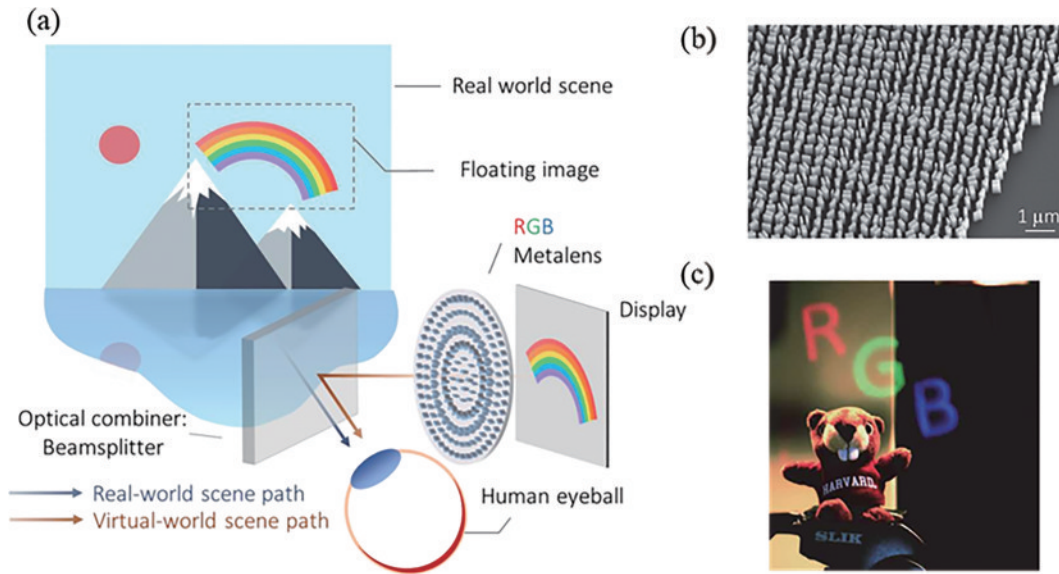 (a)
Real world scene
Floating image
RGB
Metalens
Display
Optical combiner:
Beamsplitter
Real-world scene path
Virtual-world scene path
Human eyeball
(b)
1 μm
(c)
R
G
B
HARVARD
SLIK